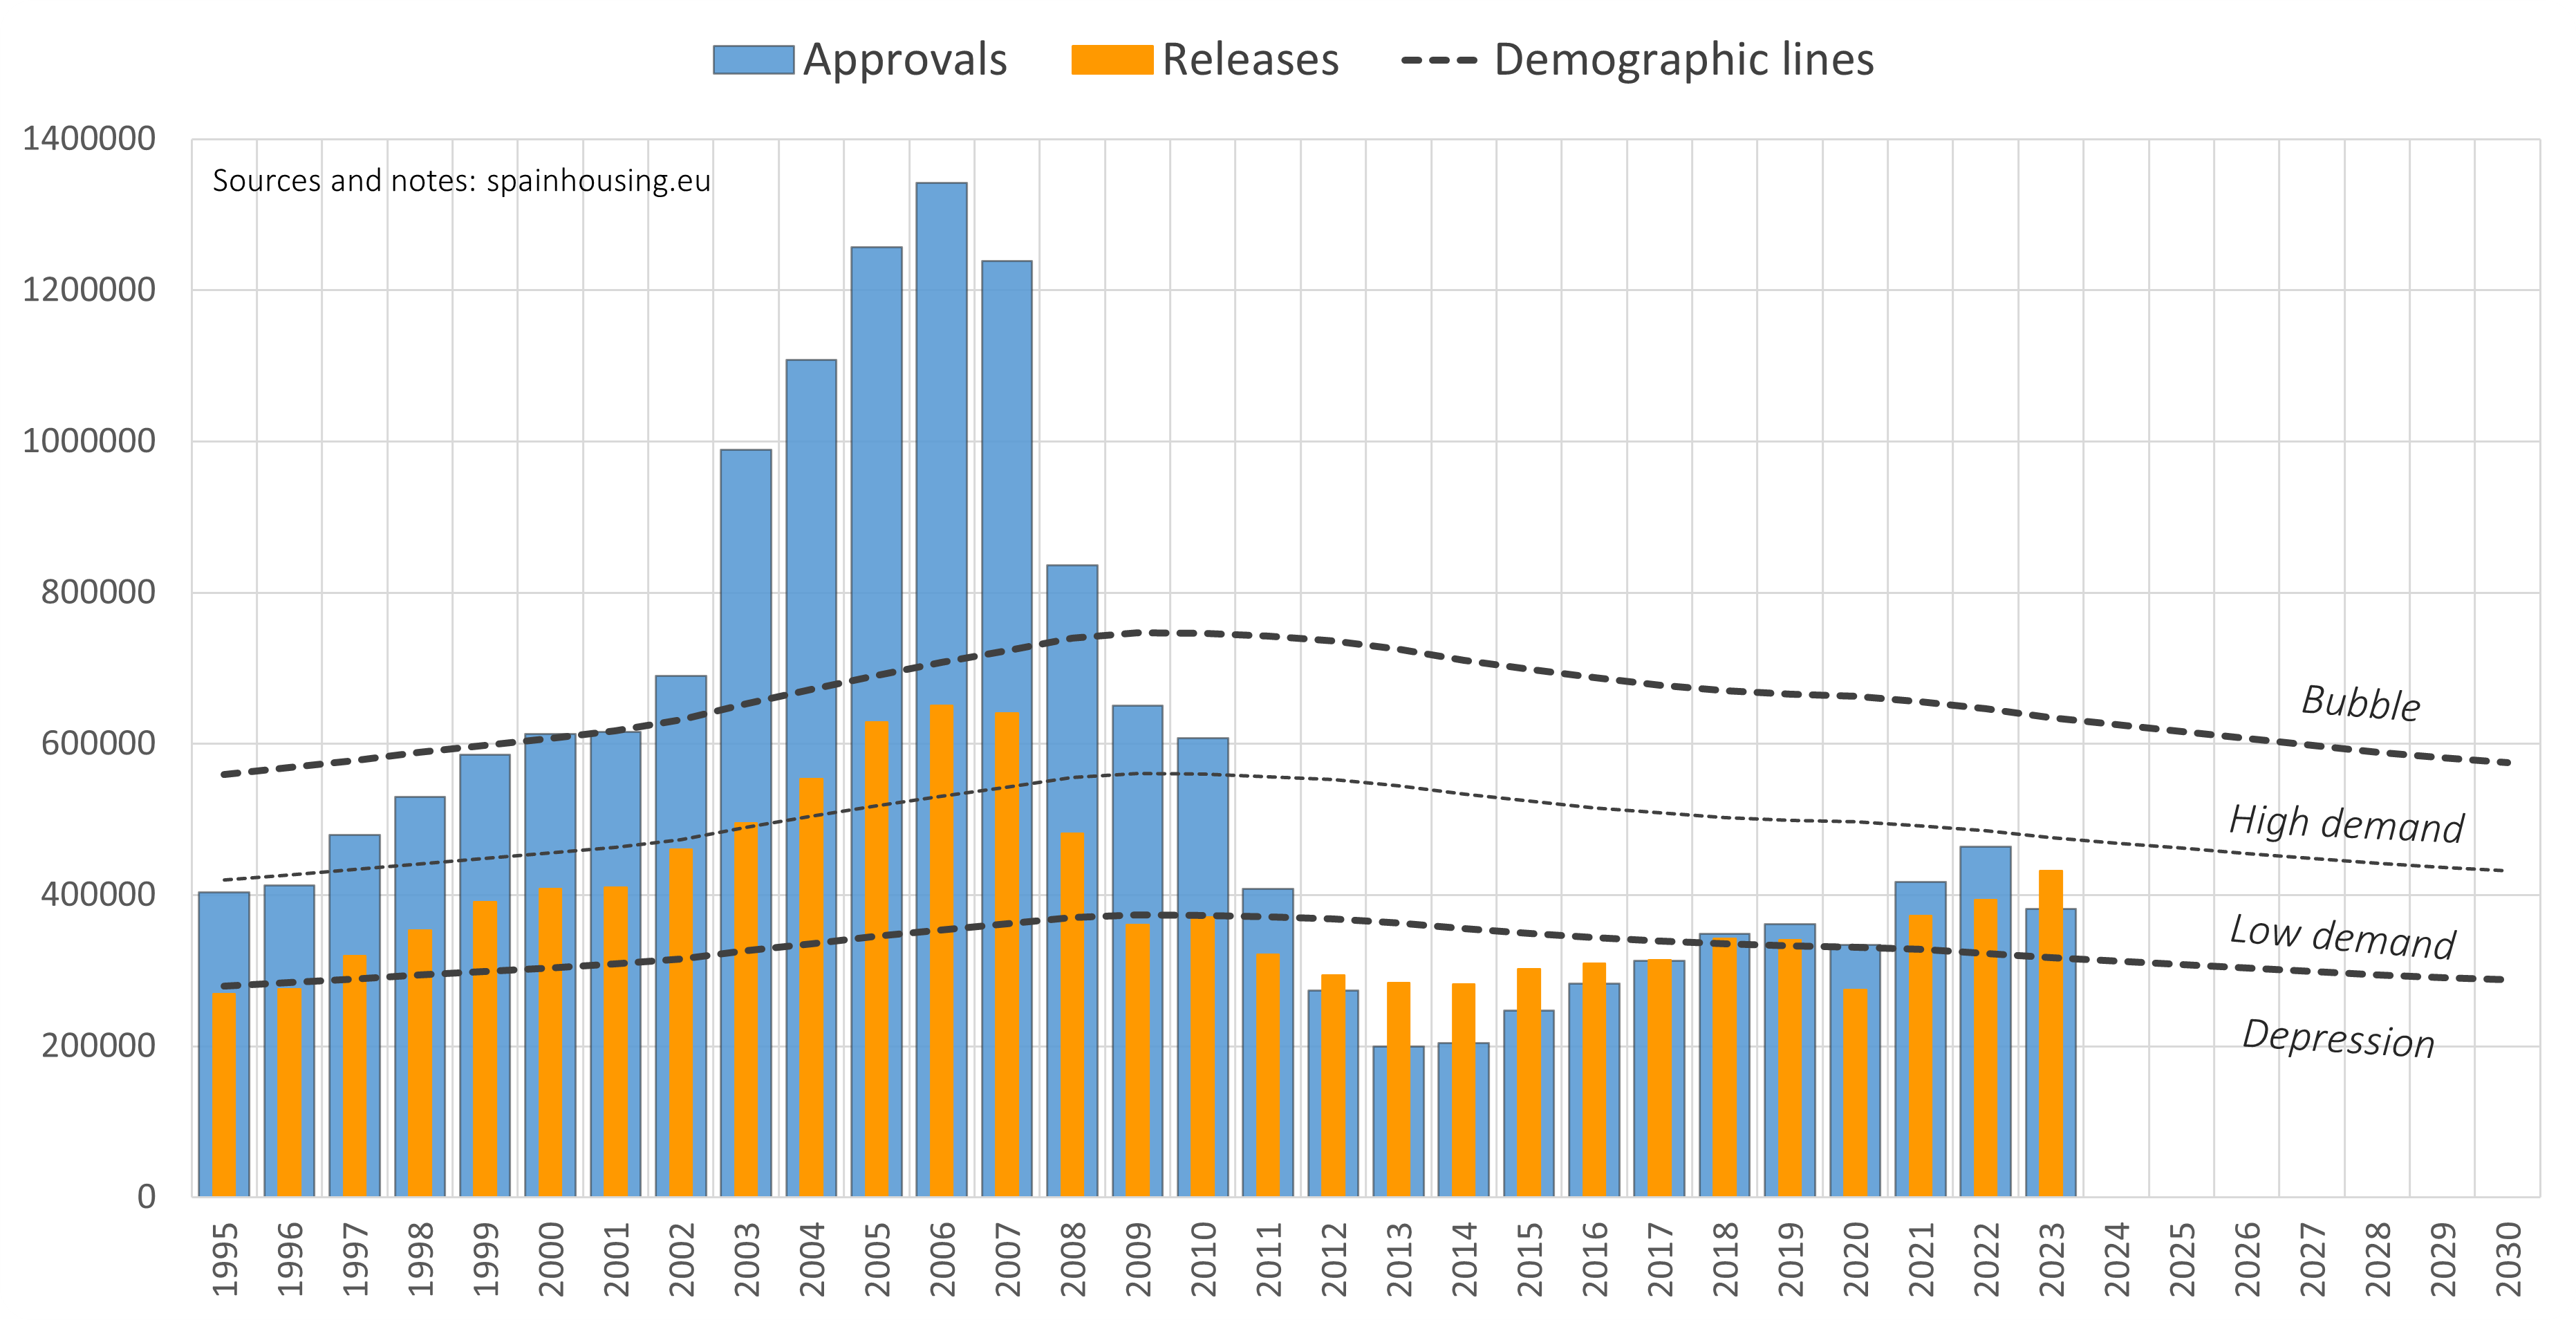 Approvals Releases Demographic lines
1400000
Sources and notes: spainhousing.eu
1200000
1000000
800000
600000
400000
200000
0
Bubble
High demand
Low demand
Depression
1995 1996 1997 1998 1999 2000 2001 2002 2003 2004 2005 2006 2007 2008 2009 2010 2011 2012 2013 2014 2015 2016 2017 2018 2019 2020 2021 2022 2023 2024 2025 2026 2027 2028 2029 2030